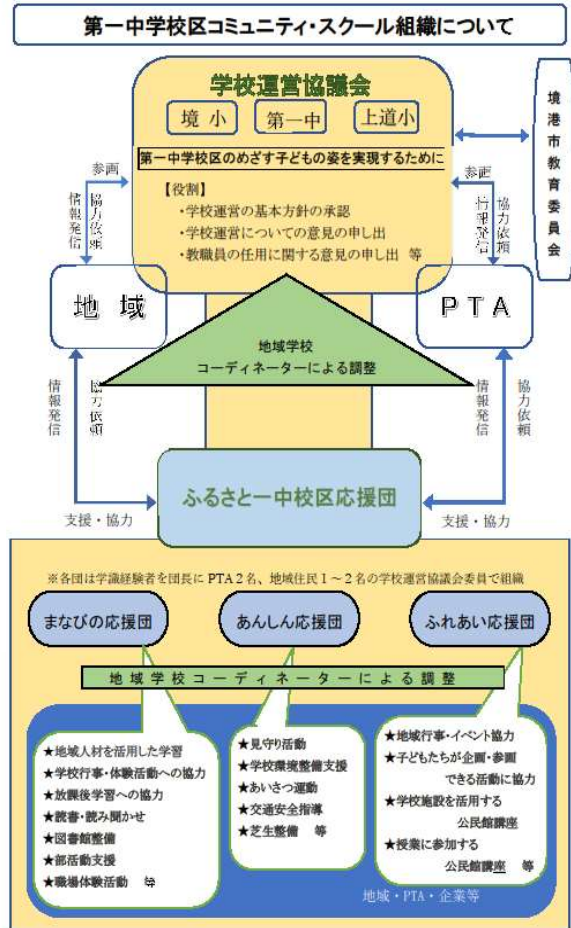 第一中学校区コミュニティ・スクール組織について
学校運営協議会
境 小
第一中
上道小
第一中学校区のめざす子どもの姿を実現するために
【役割】
・学校運営の基本方針の承認
・学校運営についての意見の申し出
・教職員の任用に関する意見の申し出 等
境港市教育委員会
参画
情報発信
協力依頼
参画
情報発信
協力依頼
地 域
ＰＴＡ
地域学校
コーディネーターによる調整
情報発信
協力依頼
情報発信
協力依頼
ふるさと一中校区応援団
支援・協力
支援・協力
※各団は学識経験者を団長に PTA２名、地域住民１～２名の学校運営協議会委員で組織
まなびの応援団
あんしん応援団
ふれあい応援団
地域学校コーディネーターによる調整
★地域人材を活用した学習
★学校行事・体験活動への協力
★放課後学習への協力
★読書・読み聞かせ
★図書館整備
★部活動支援
★職場体験活動 等
★見守り活動
★学校環境整備支援
★あいさつ運動
★交通安全指導
★芝生整備 等
★地域行事・イベント協力
★子どもたちが企画・参画
できる活動に協力
★学校施設を活用する
公民館講座
★授業に参加する
公民館講座 等
地域・PTA・企業等